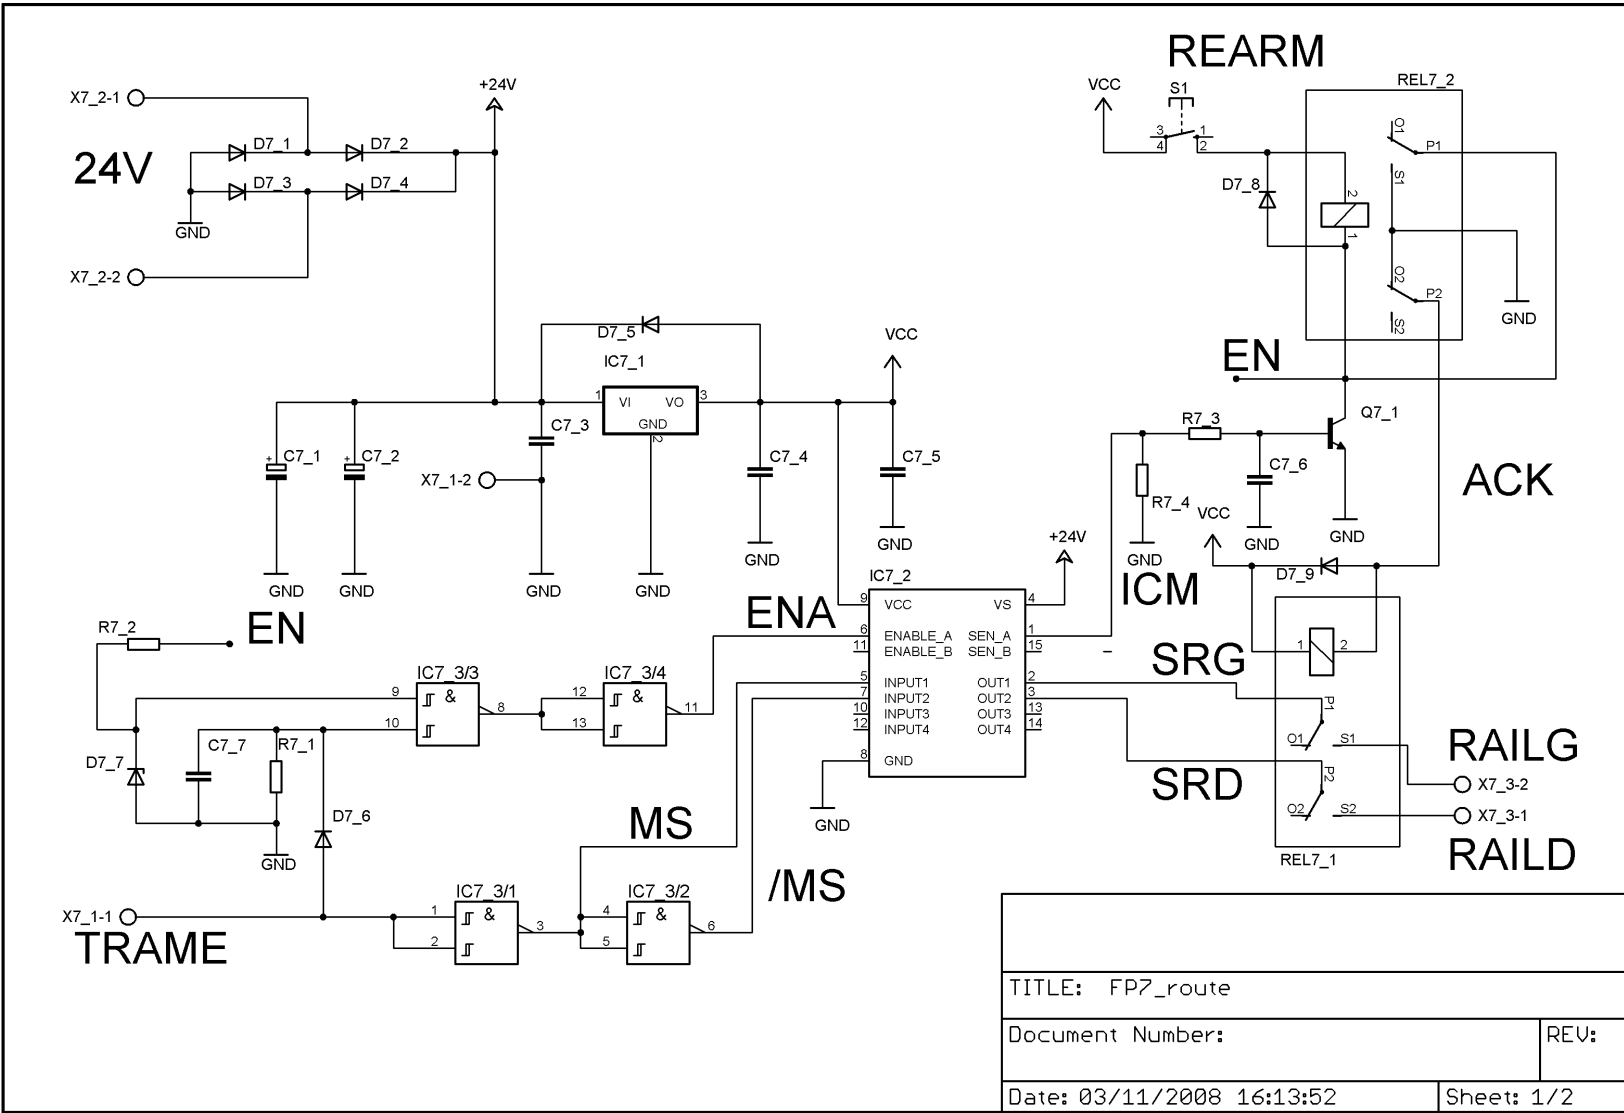 REARM
REL7_2
VCC
S1
3
1
4
2
O1
P1
S1
D7_8
2
1
O2
P2
S2
GND
X7_2-1
+24V
24V
D7_1
D7_2
D7_3
D7_4
GND
X7_2-2
D7_5
IC7_1
VCC
1
VI
VO
3
GND
2
C7_1
+
C7_2
+
C7_3
X7_1-2
C7_4
C7_5
GND
GND
GND
GND
GND
GND
EN
R7_3
Q7_1
C7_6
R7_4
ACK
GND
GND
GND
VCC
ICM
D7_9
+24V
IC7_2
ENA
9
VCC
VS
4
6
ENABLE_A
SEN_A
1
11
ENABLE_B
SEN_B
15
5
INPUT1
OUT1
2
7
INPUT2
OUT2
3
10
INPUT3
OUT3
13
12
INPUT4
OUT4
14
8
GND
GND
R7_2
EN
IC7_3/3
9
&
8
10
IC7_3/4
12
&
11
13
D7_7
C7_7
R7_1
D7_6
GND
SRG
SRD
1
2
P1
O1
S1
P2
O2
S2
REL7_1
RAILG
X7_3-2
X7_3-1
RAILD
MS
/MS
X7_1-1
TRAME
IC7_3/1
1
&
3
2
IC7_3/2
4
&
6
5
TITLE: FP7_route
Document Number:
REV:
Date: 03/11/2008 16:13:52
Sheet: 1/2